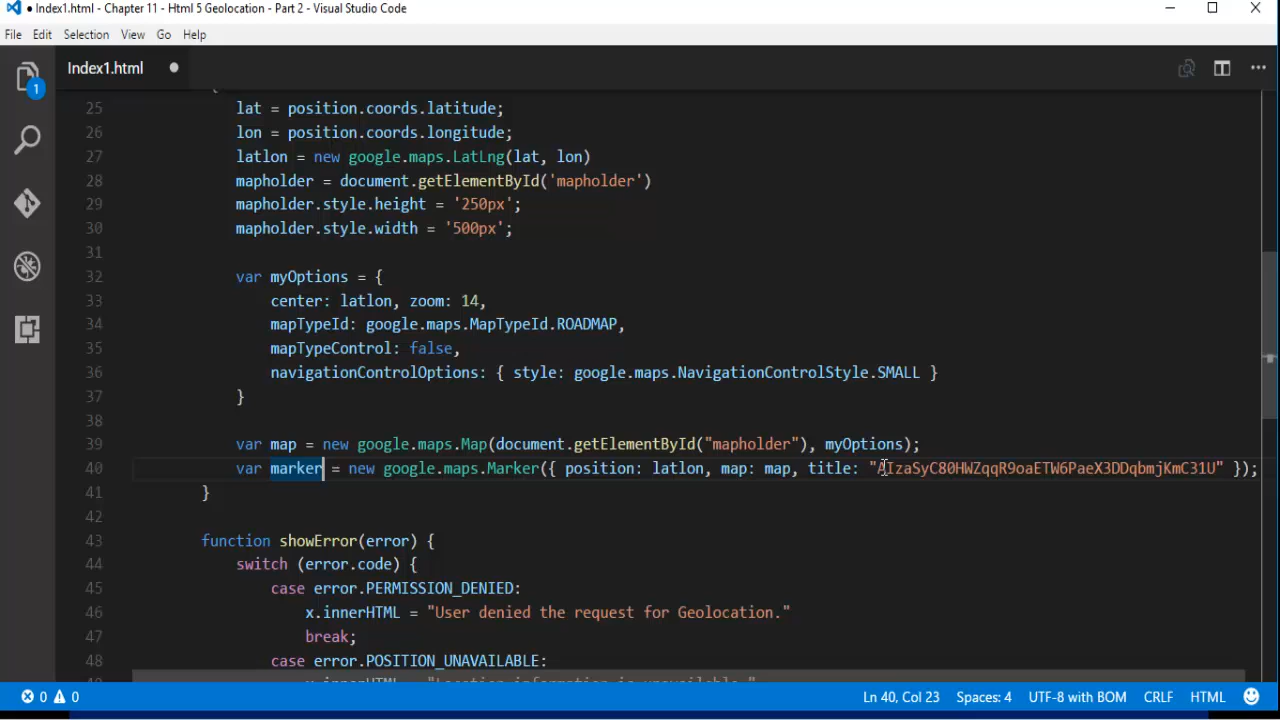 ● Index1.html - Chapter 11 - Html 5 Geolocation - Part 2 - Visual Studio Code
File Edit Selection View Go Help
1
Index1.html ●
25 lat = position.coords.latitude;
26 lon = position.coords.longitude;
27 latlon = new google.maps.LatLng(lat, lon)
28 mapholder = document.getElementById('mapholder')
29 mapholder.style.height = '250px';
30 mapholder.style.width = '500px';
31
32 var myOptions = {
33 center: latlon, zoom: 14,
34 mapTypeId: google.maps.MapTypeId.ROADMAP,
35 mapTypeControl: false,
36 navigationControlOptions: { style: google.maps.NavigationControlStyle.SMALL }
37 }
38
39 var map = new google.maps.Map(document.getElementById("mapholder"), myOptions);
40 var marker = new google.maps.Marker({ position: latlon, map: map, title: "AIzaSyC80HWZqqR9oaETW6PaeX3DDqbmjKmC31U" });
41 }
42
43 function showError(error) {
44 switch (error.code) {
45 case error.PERMISSION_DENIED:
46 x.innerHTML = "User denied the request for Geolocation."
47 break;
48 case error.POSITION_UNAVAILABLE:
0 0 Ln 40, Col 23 Spaces: 4 UTF-8 with BOM CRLF HTML